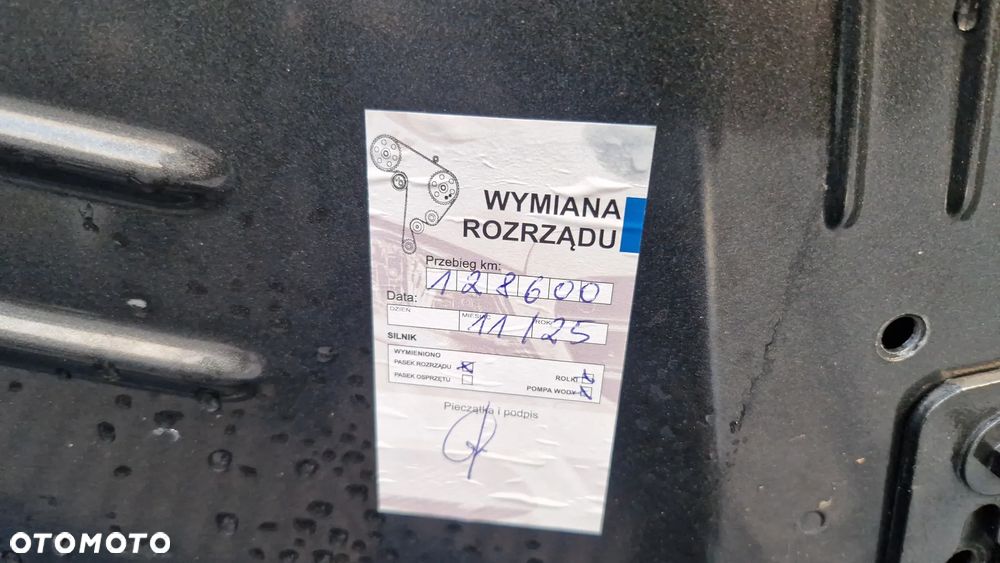 WYMIANA
ROZRZĄDU
Przebieg km:
128600
Data:
DZIEŃ MIESIĄC ROK
11/25
SILNIK
WYMIENIONO
PASEK ROZRZĄDU ROLKI
PASEK OSPRZĘTU POMPA WODY
Pieczątka i podpis
OTOMOTO